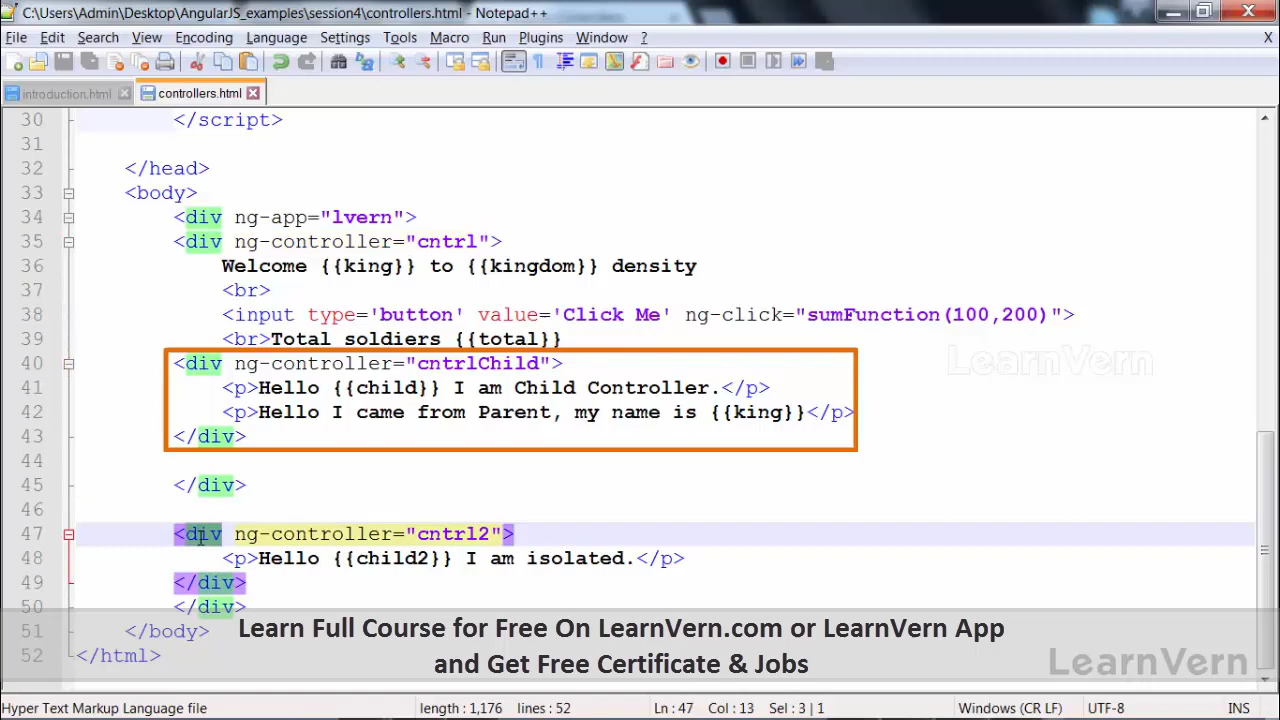 C:\Users\Admin\Desktop\AngularJS_examples\session4\controllers.html - Notepad++
File Edit Search View Encoding Language Settings Tools Macro Run Plugins Window ? X
introduction.html controllers.html
30 </script>
31
32 </head>
33 <body>
34 <div ng-app="lvern">
35 <div ng-controller="cntrl">
36 Welcome {{king}} to {{kingdom}} density
37 <br>
38 <input type='button' value='Click Me' ng-click="sumFunction(100,200)">
39 <br>Total soldiers {{total}}
40 <div ng-controller="cntrlChild">
41 <p>Hello {{child}} I am Child Controller.</p>
42 <p>Hello I came from Parent, my name is {{king}}</p>
43 </div>
44
45 </div>
46
47 <div ng-controller="cntrl2">
48 <p>Hello {{child2}} I am isolated.</p>
49 </div>
50 </div>
51 </body>
52 </html>
LearnVern
Learn Full Course for Free On LearnVern.com or LearnVern App
and Get Free Certificate & Jobs
LearnVern
Hyper Text Markup Language file length : 1,176 lines : 52 Ln : 47 Col : 13 Sel : 3 | 1 Windows (CR LF) UTF-8 INS